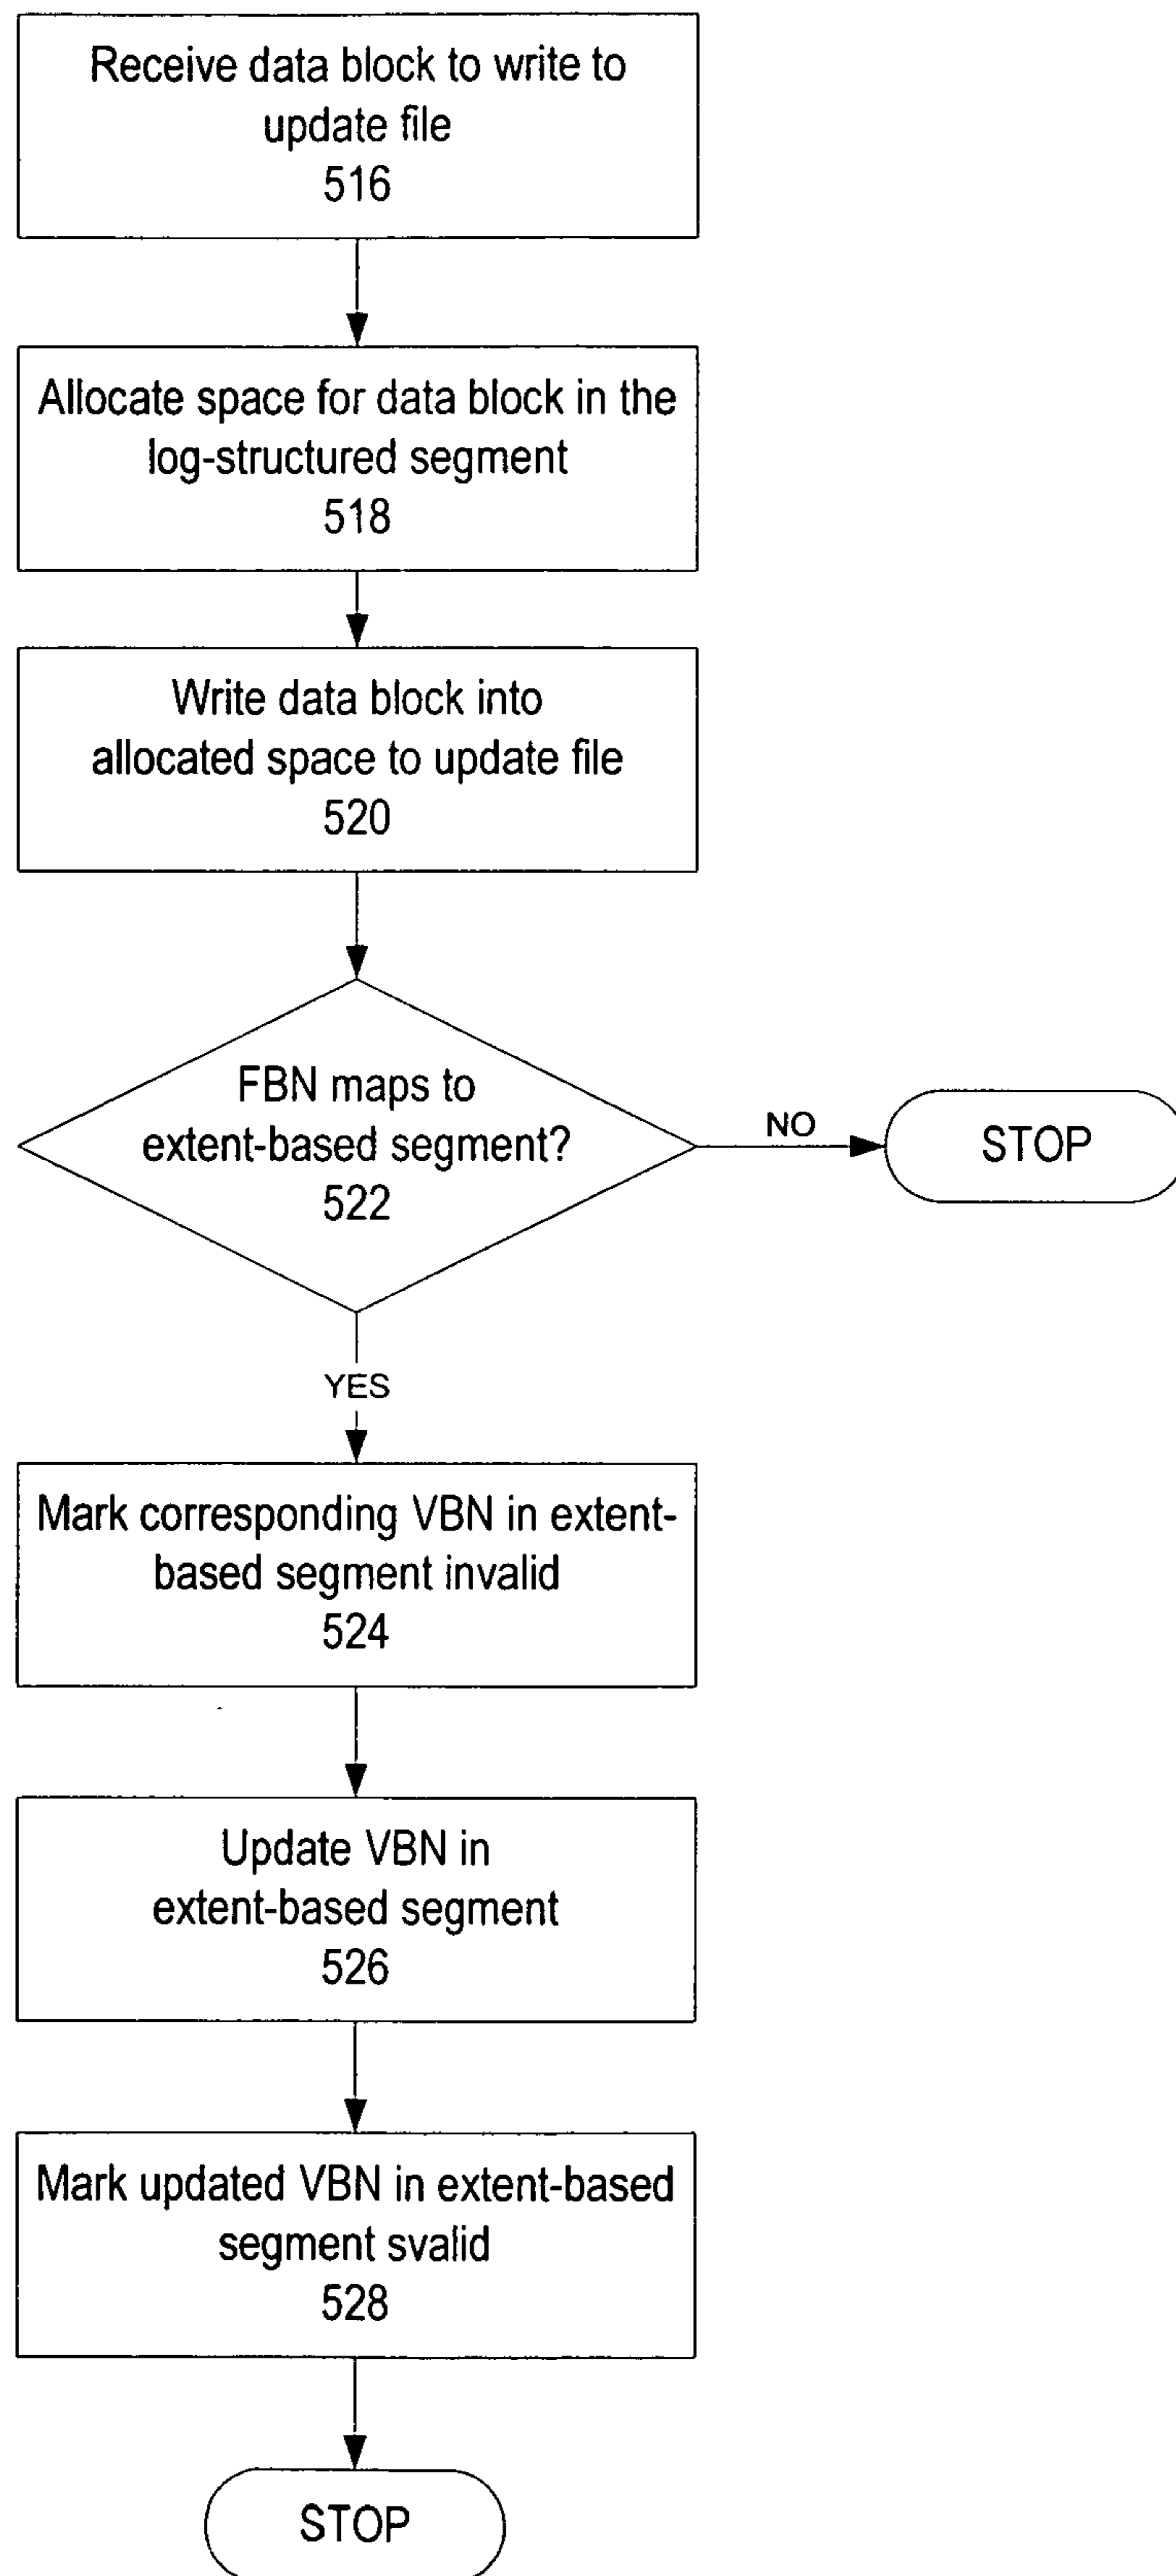 Receive data block to write to
update file
516
Allocate space for data block in the
log-structured segment
518
Write data block into
allocated space to update file
520
FBN maps to
extent-based segment?
522
NO
STOP
YES
Mark corresponding VBN in extent-
based segment invalid
524
Update VBN in
extent-based segment
526
Mark updated VBN in extent-based
segment svalid
528
STOP